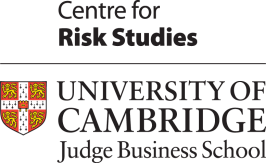 Centre for
Risk Studies
UNIVERSITY OF
CAMBRIDGE
Judge Business School